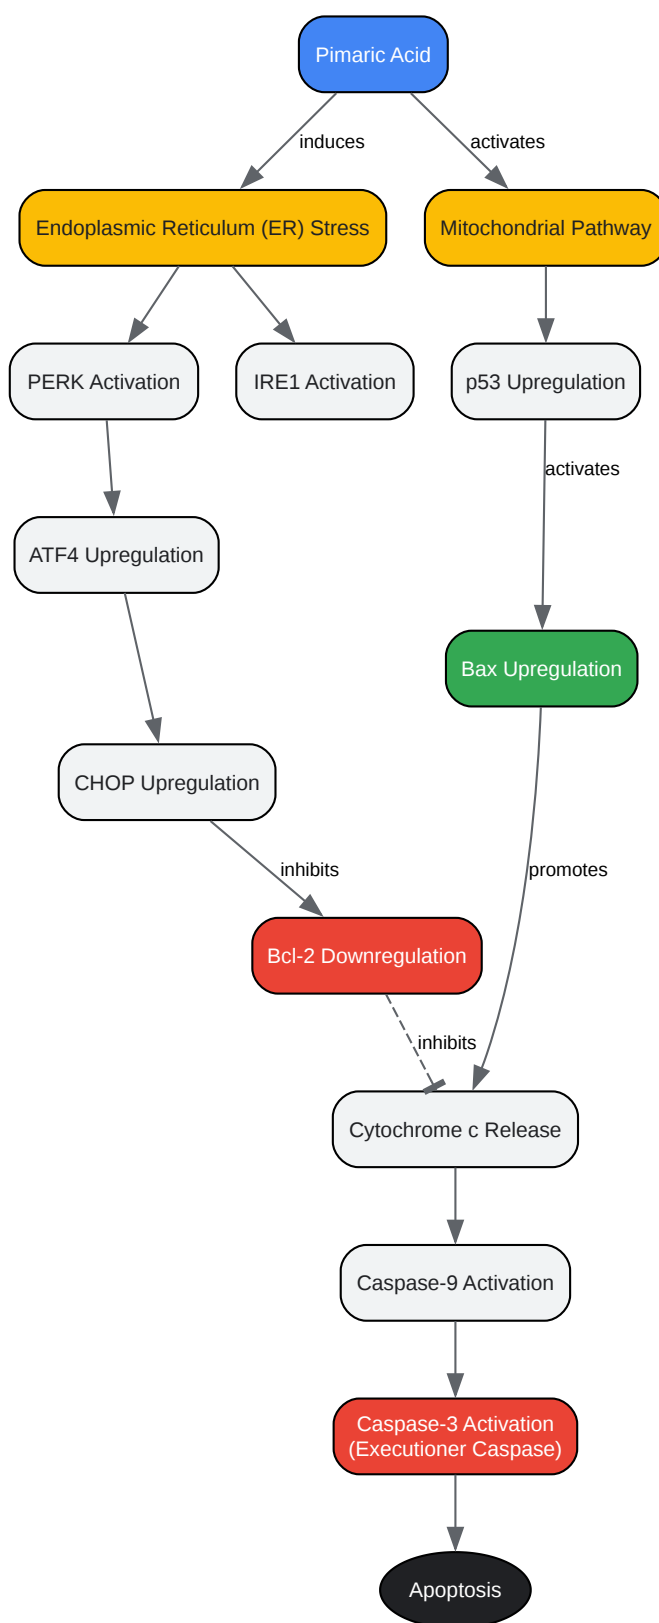 Pimaric Acid
induces
activates
Endoplasmic Reticulum (ER) Stress
Mitochondrial Pathway
PERK Activation
IRE1 Activation
p53 Upregulation
activates
ATF4 Upregulation
Bax Upregulation
CHOP Upregulation
inhibits
promotes
Bcl-2 Downregulation
inhibits
Cytochrome c Release
Caspase-9 Activation
Caspase-3 Activation
(Executioner Caspase)
Apoptosis